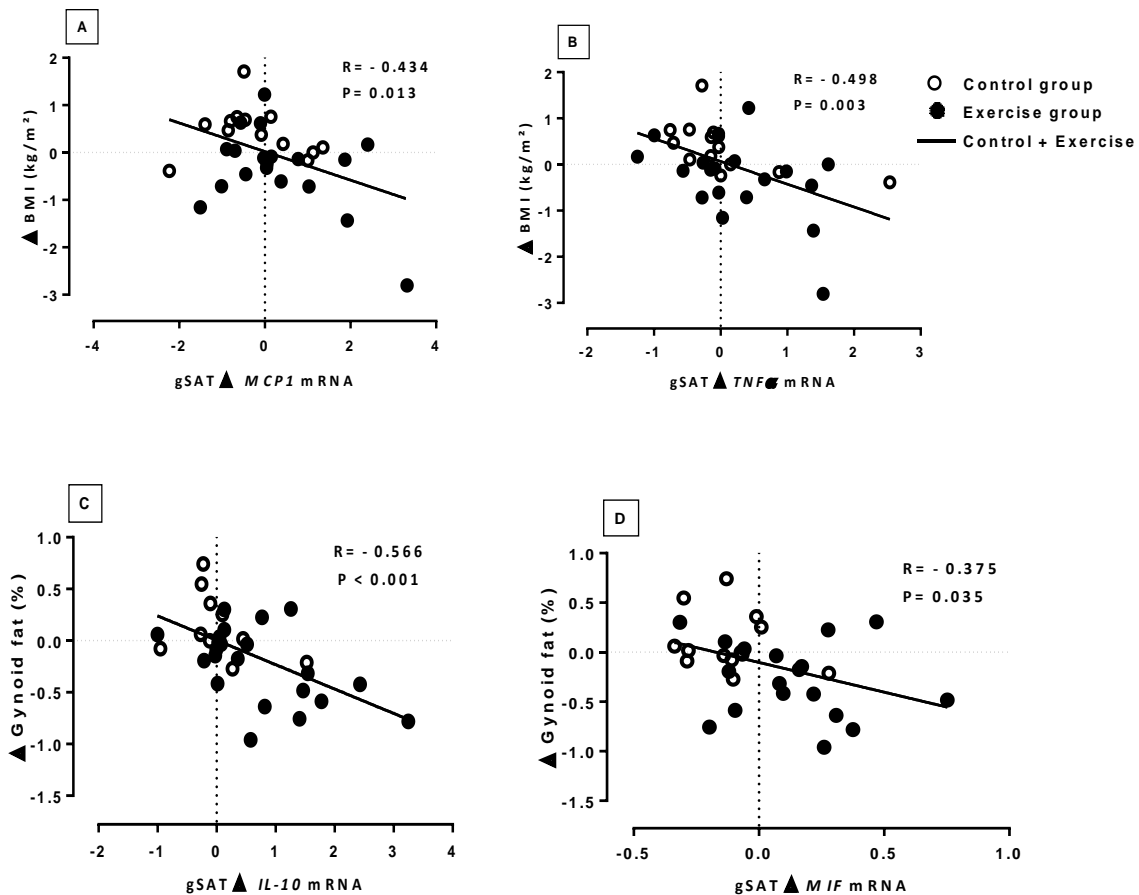 A
R= - 0.434
P= 0.013
2
1
0
-1
-2
-3
▲ BMI (kg/m²)
-4
-2
0
2
4
gSAT ▲ MCP1 mRNA
B
R= - 0.498
P= 0.003
2
1
0
-1
-2
-3
▲ BMI (kg/m²)
-2
-1
0
1
2
3
gSAT ▲ TNFα mRNA
Control group
Exercise group
Control + Exercise
C
R= - 0.566
P < 0.001
1.0
0.5
0.0
-0.5
-1.0
-1.5
▲ Gynoid fat (%)
-2
-1
0
1
2
3
4
gSAT ▲ IL-10 mRNA
D
R= - 0.375
P= 0.035
1.0
0.5
0.0
-0.5
-1.0
-1.5
▲ Gynoid fat (%)
-0.5
0.0
0.5
1.0
gSAT ▲ MIF mRNA